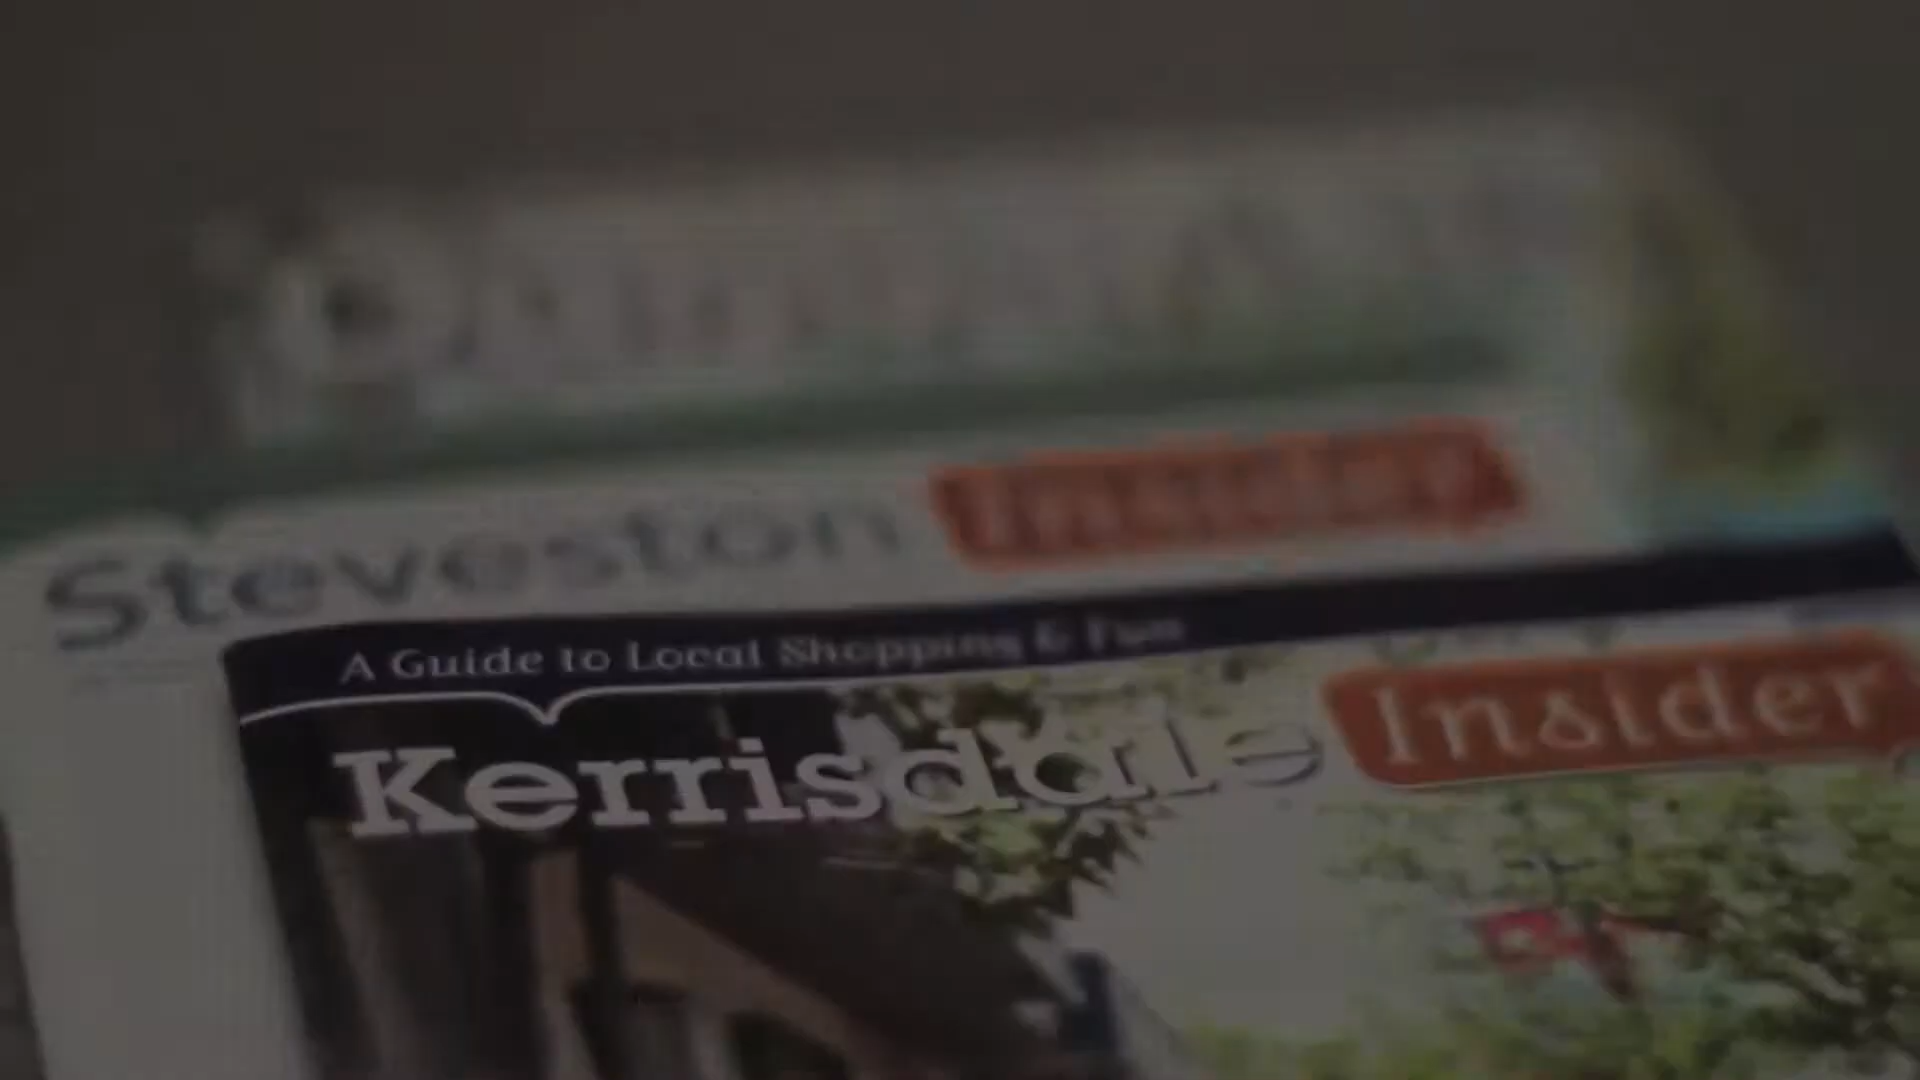 Steveston Insider
A Guide to Local Shopping & Fun
Kerrisdale Insider